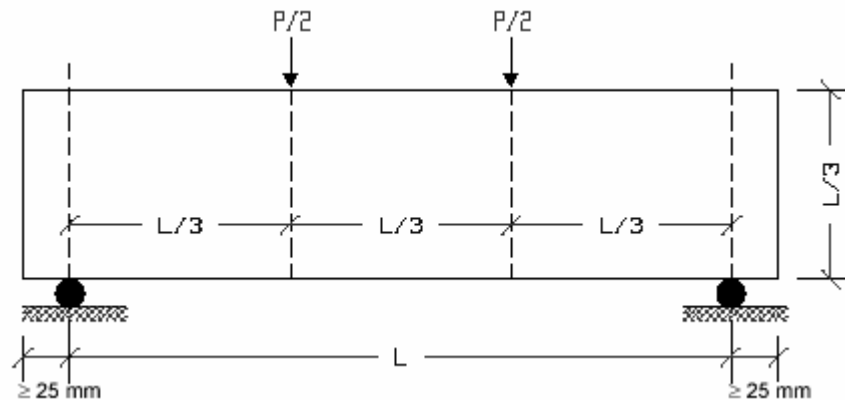 P/2 P/2
L/3 L/3 L/3
L/3
L
≥ 25 mm ≥ 25 mm